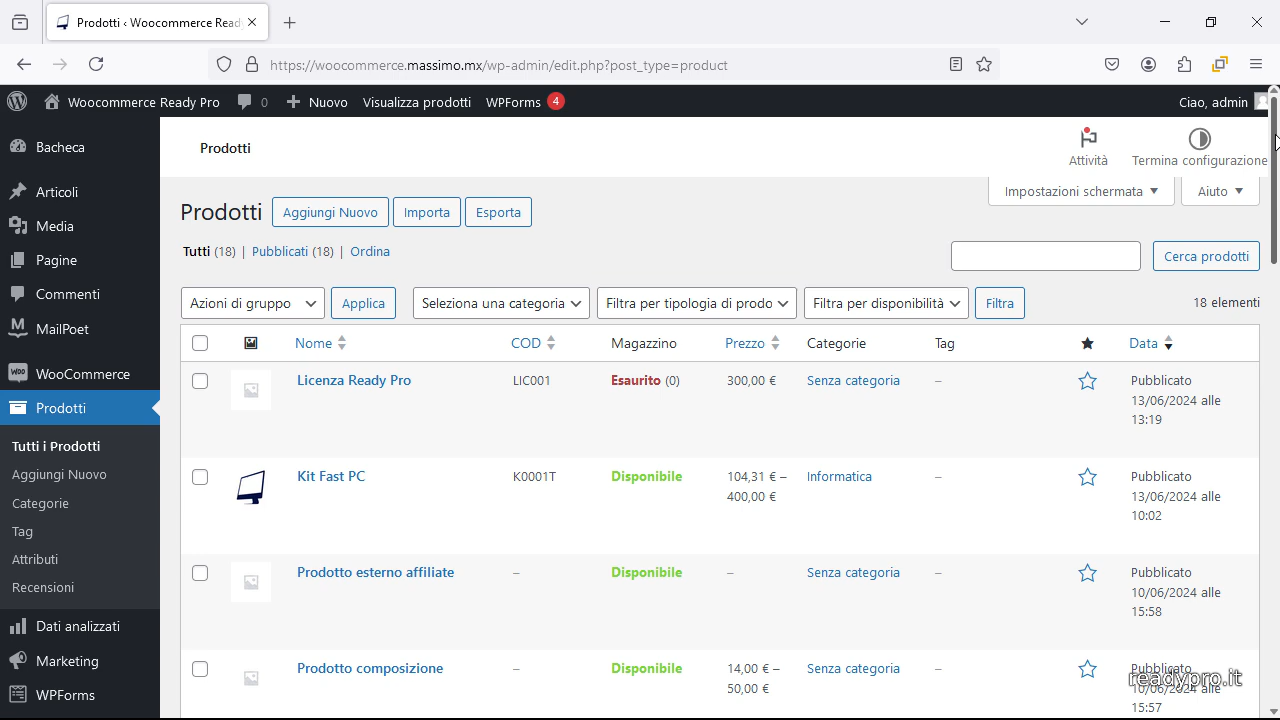 Prodotti ‹ Woocommerce Ready
https://woocommerce.massimo.mx/wp-admin/edit.php?post_type=product
Woocommerce Ready Pro 0 Nuovo Visualizza prodotti WPForms 4 Ciao, admin
Bacheca
Articoli
Media
Pagine
Commenti
MailPoet
WooCommerce
Prodotti
Tutti i Prodotti
Aggiungi Nuovo
Categorie
Tag
Attributi
Recensioni
Dati analizzati
Marketing
WPForms
Prodotti
Attività Termina configurazione
Impostazioni schermata Aiuto
Prodotti Aggiungi Nuovo Importa Esporta
Tutti (18) | Pubblicati (18) | Ordina
Cerca prodotti
Azioni di gruppo Applica Seleziona una categoria Filtra per tipologia di prodo Filtra per disponibilità Filtra 18 elementi
Nome COD Magazzino Prezzo Categorie Tag Data
Licenza Ready Pro LIC001 Esaurito (0) 300,00 € Senza categoria – Pubblicato
13/06/2024 alle
13:19
Kit Fast PC K0001T Disponibile 104,31 € – Informatica – Pubblicato
400,00 € 13/06/2024 alle
10:02
Prodotto esterno affiliate – Disponibile – Senza categoria – Pubblicato
10/06/2024 alle
15:58
Prodotto composizione – Disponibile 14,00 € – Senza categoria – Pubblicato
50,00 € 10/06/2024 alle
15:57
readypro.it